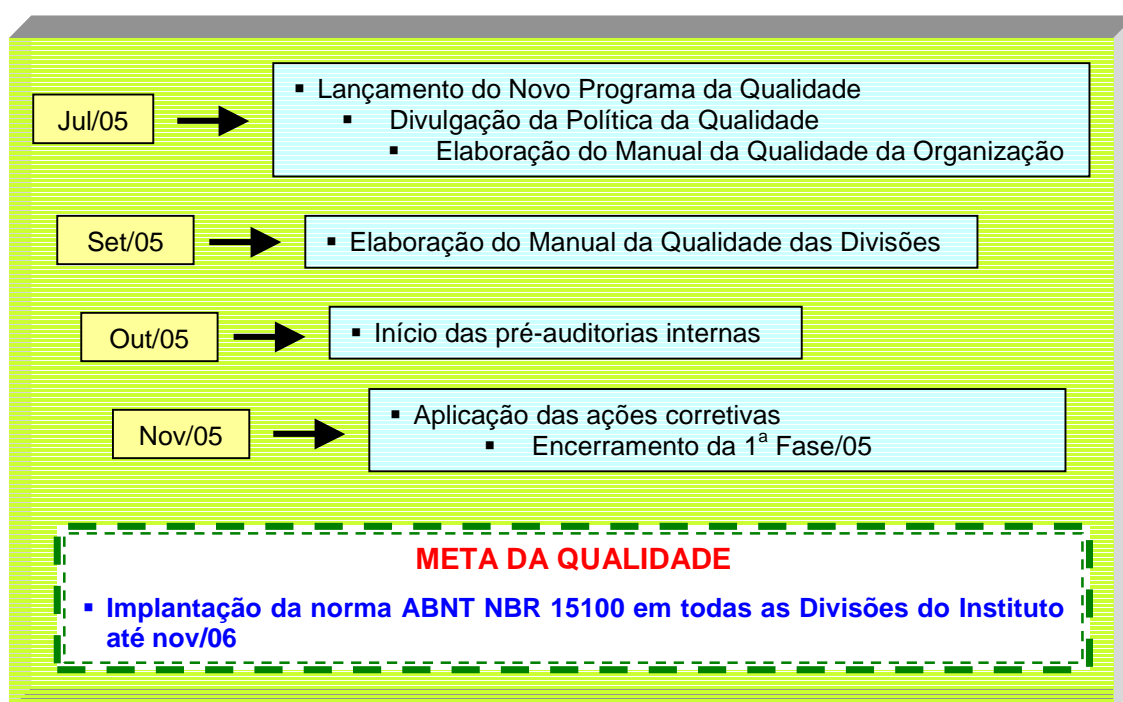 Jul/05
▪ Lançamento do Novo Programa da Qualidade
▪ Divulgação da Política da Qualidade
▪ Elaboração do Manual da Qualidade da Organização
Set/05
▪ Elaboração do Manual da Qualidade das Divisões
Out/05
▪ Início das pré-auditorias internas
Nov/05
▪ Aplicação das ações corretivas
▪ Encerramento da 1ª Fase/05
META DA QUALIDADE
▪ Implantação da norma ABNT NBR 15100 em todas as Divisões do Instituto
até nov/06